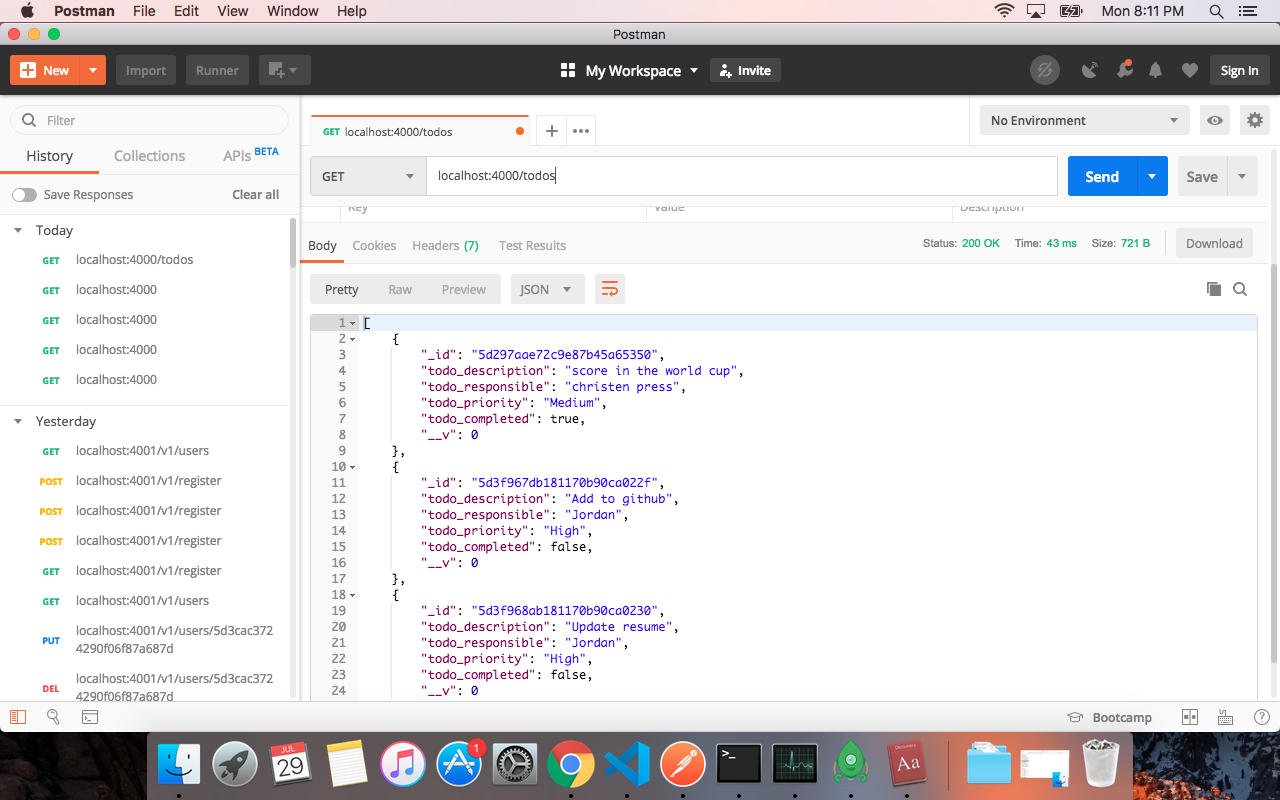 Postman File Edit View Window Help Mon 8:11 PM
Postman
New Import Runner My Workspace Invite Sign In
Filter
History Collections APIs BETA
Save Responses Clear all
Today
GET localhost:4000/todos
GET localhost:4000
GET localhost:4000
GET localhost:4000
GET localhost:4000
Yesterday
GET localhost:4001/v1/users
POST localhost:4001/v1/register
POST localhost:4001/v1/register
POST localhost:4001/v1/register
GET localhost:4001/v1/register
GET localhost:4001/v1/users
PUT localhost:4001/v1/users/5d3cac372
4290f06f87a687d
DEL localhost:4001/v1/users/5d3cac372
4290f06f87a687d
GET localhost:4000/todos + •••
No Environment
GET localhost:4000/todos Send Save
Key Value Description
Body Cookies Headers (7) Test Results Status: 200 OK Time: 43 ms Size: 721 B Download
Pretty Raw Preview JSON
1 [
2 {
3 "_id": "5d297aae72c9e87b45a65350",
4 "todo_description": "score in the world cup",
5 "todo_responsible": "christen press",
6 "todo_priority": "Medium",
7 "todo_completed": true,
8 "__v": 0
9 },
10 {
11 "_id": "5d3f967db181170b90ca022f",
12 "todo_description": "Add to github",
13 "todo_responsible": "Jordan",
14 "todo_priority": "High",
15 "todo_completed": false,
16 "__v": 0
17 },
18 {
19 "_id": "5d3f968ab181170b90ca0230",
20 "todo_description": "Update resume",
21 "todo_responsible": "Jordan",
22 "todo_priority": "High",
23 "todo_completed": false,
24 "__v": 0
Bootcamp
JUL
29
1
>_
Dictionary
Aa